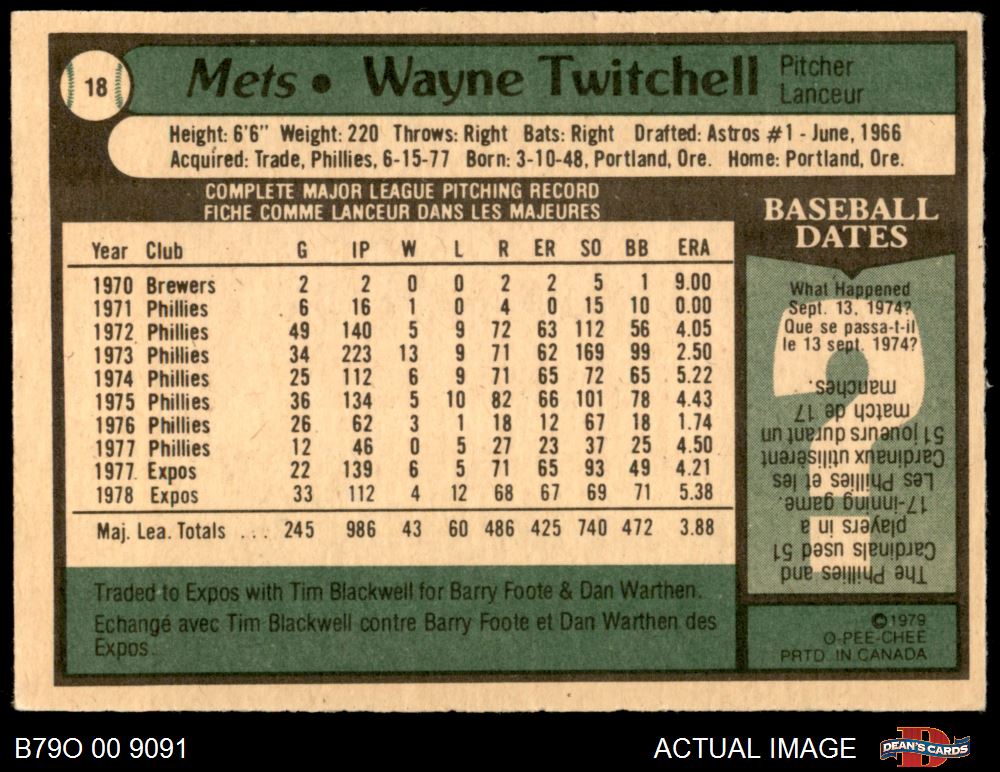 18
Mets • Wayne Twitchell
Pitcher
Lanceur
Height: 6'6" Weight: 220 Throws: Right Bats: Right Drafted: Astros #1 - June, 1966
Acquired: Trade, Phillies, 6-15-77 Born: 3-10-48, Portland, Ore. Home: Portland, Ore.
COMPLETE MAJOR LEAGUE PITCHING RECORD
FICHE COMME LANCEUR DANS LES MAJEURES
Year Club G IP W L R ER SO BB ERA
1970 Brewers 2 2 0 0 2 2 5 1 9.00
1971 Phillies 6 16 1 0 4 0 15 10 0.00
1972 Phillies 49 140 5 9 72 63 112 56 4.05
1973 Phillies 34 223 13 9 71 62 169 99 2.50
1974 Phillies 25 112 6 9 71 65 72 65 5.22
1975 Phillies 36 134 5 10 82 66 101 78 4.43
1976 Phillies 26 62 3 1 18 12 67 18 1.74
1977 Phillies 12 46 0 5 27 23 37 25 4.50
1977 Expos 22 139 6 5 71 65 93 49 4.21
1978 Expos 33 112 4 12 68 67 69 71 5.38
Maj. Lea. Totals ... 245 986 43 60 486 425 740 472 3.88
Traded to Expos with Tim Blackwell for Barry Foote & Dan Warthen.
Echangé avec Tim Blackwell contre Barry Foote et Dan Warthen des
Expos.
BASEBALL
DATES
What Happened
Sept. 13, 1974?
Que se passa-t-il
le 13 sept. 1974?
The Phillies and
Cardinals used 51
players in a
17-inning game.
Les Phillies et les
Cardinaux utilisèrent
51 joueurs durant un
match de 17
manches.
©1979
O-PEE-CHEE
PRTD. IN CANADA
B79O 00 9091
ACTUAL IMAGE
DEAN'S CARDS